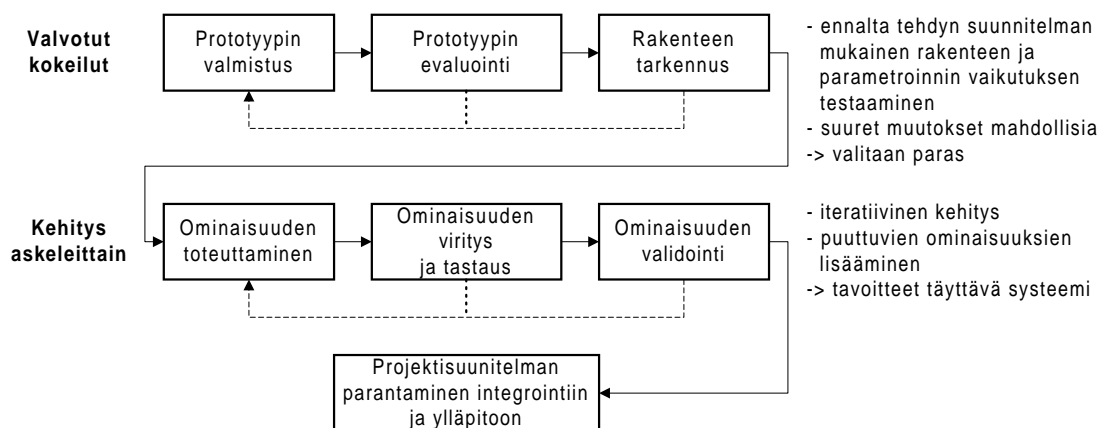 Valvotut
kokeilut
Prototyypin
valmistus
Prototyypin
evaluointi
Rakenteen
tarkennus
- ennalta tehdyn suunnitelman
mukainen rakenteen ja
parametroinnin vaikutuksen
testaaminen
- suuret muutokset mahdollisia
-> valitaan paras
Kehitys
askeleittain
Ominaisuuden
toteuttaminen
Ominaisuuden
viritys
ja tastaus
Ominaisuuden
validointi
- iteratiivinen kehitys
- puuttuvien ominaisuuksien
lisääminen
-> tavoitteet täyttävä systeemi
Projektisuunitelman
parantaminen integrointiin
ja ylläpitoon